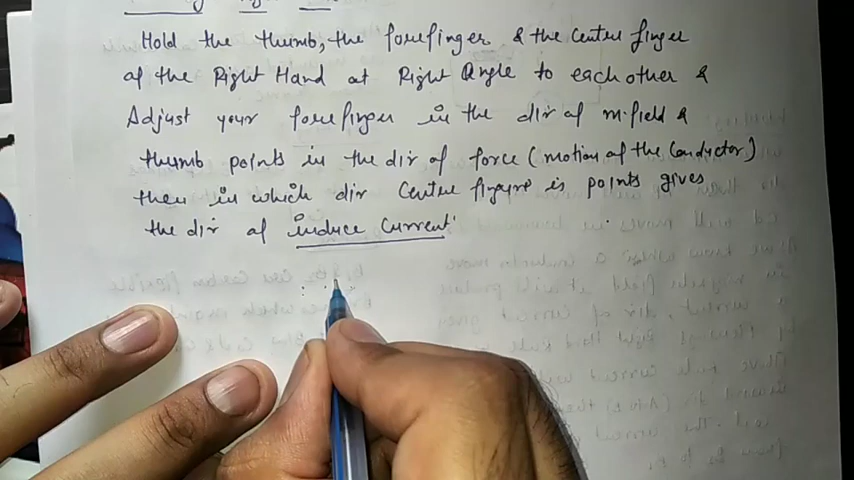 Hold the thumb, the forefinger & the Centre finger
of the Right Hand at Right Angle to each other &
Adjust your forefinger in the dir of m.field &
thumb points in the dir of force (motion of the Conductor)
then in which dir Centre is points gives
the dir of induce Current